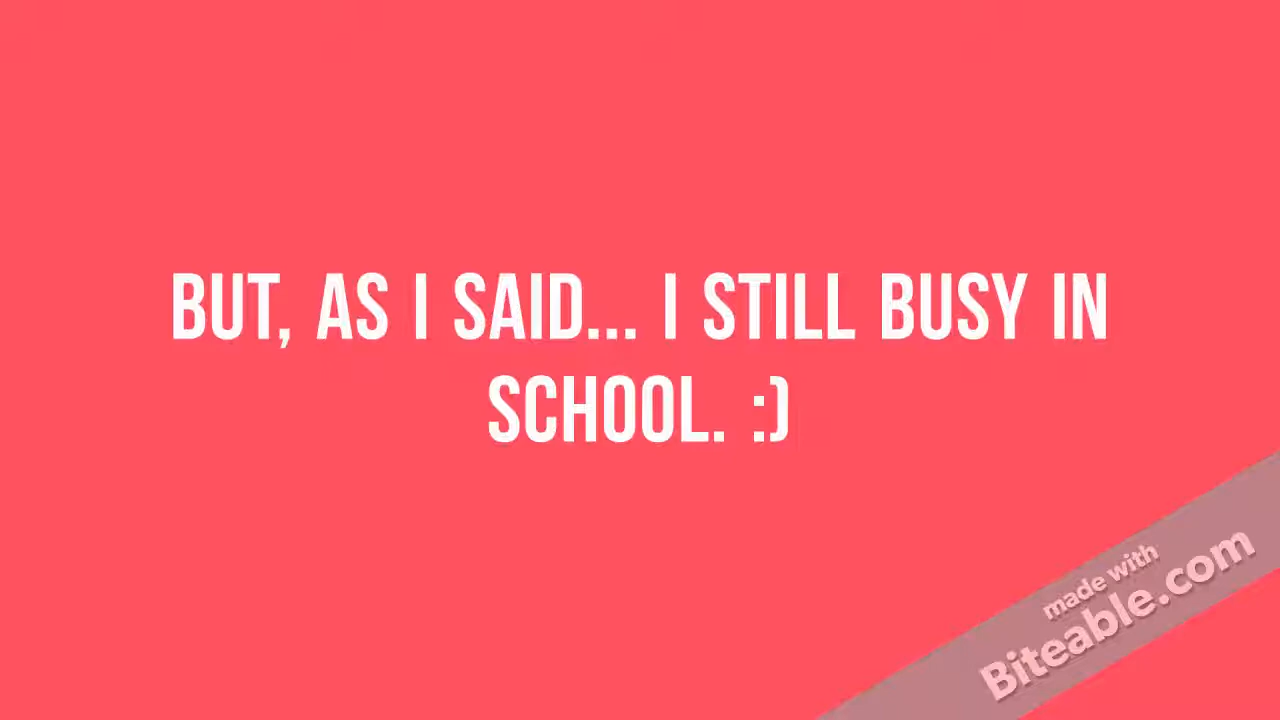 BUT, AS I SAID... I STILL BUSY IN
SCHOOL. :)
made with
Biteable.com